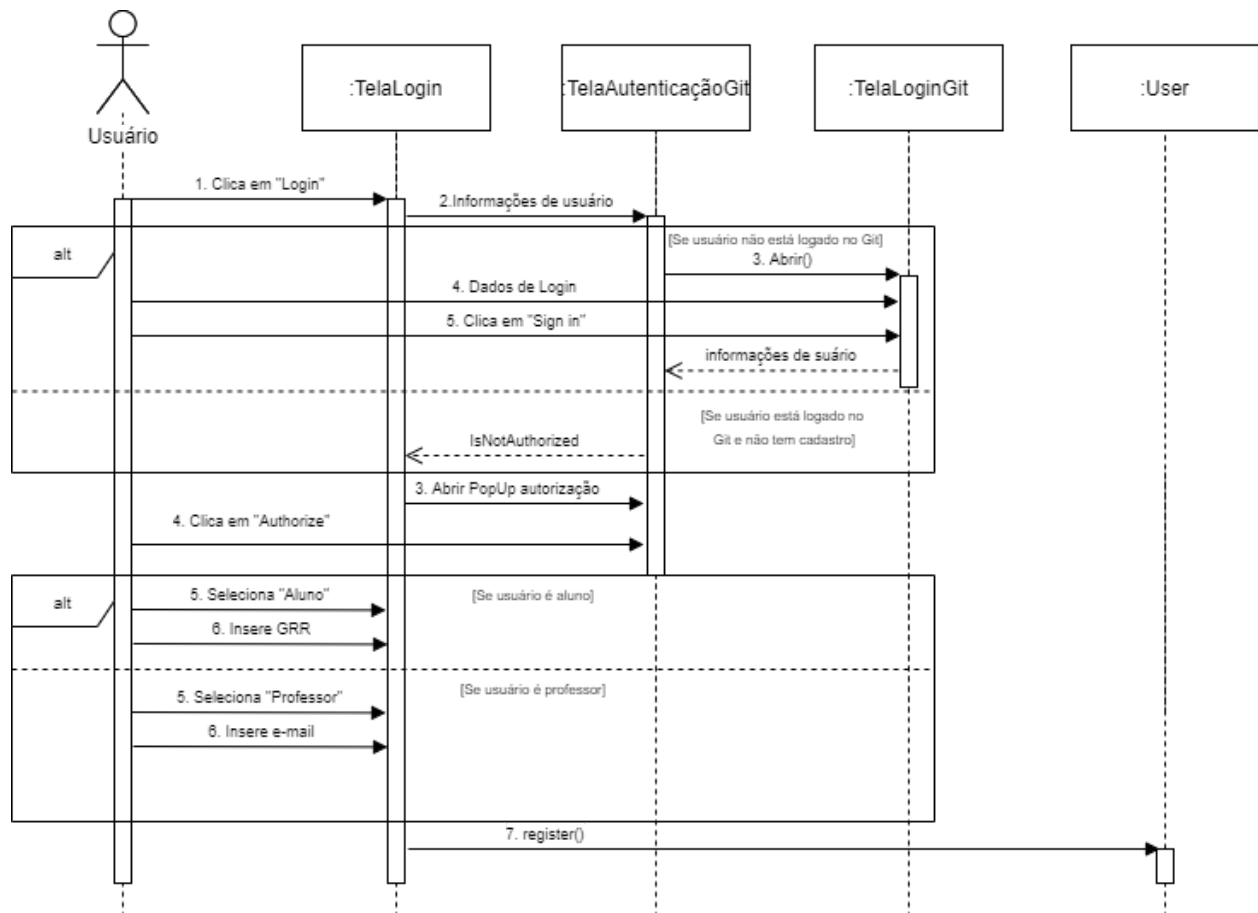 :TelaLogin
:TelaAutenticaçãoGit
:TelaLoginGit
:User
Usuário
1. Clica em "Login"
2.Informações de usuário
alt
[Se usuário não está logado no Git]
3. Abrir()
4. Dados de Login
5. Clica em "Sign in"
informações de suário
[Se usuário está logado no
Git e não tem cadastro]
IsNotAuthorized
3. Abrir PopUp autorização
4. Clica em "Authorize"
alt
5. Seleciona "Aluno"
[Se usuário é aluno]
6. Insere GRR
[Se usuário é professor]
5. Seleciona "Professor"
6. Insere e-mail
7. register()